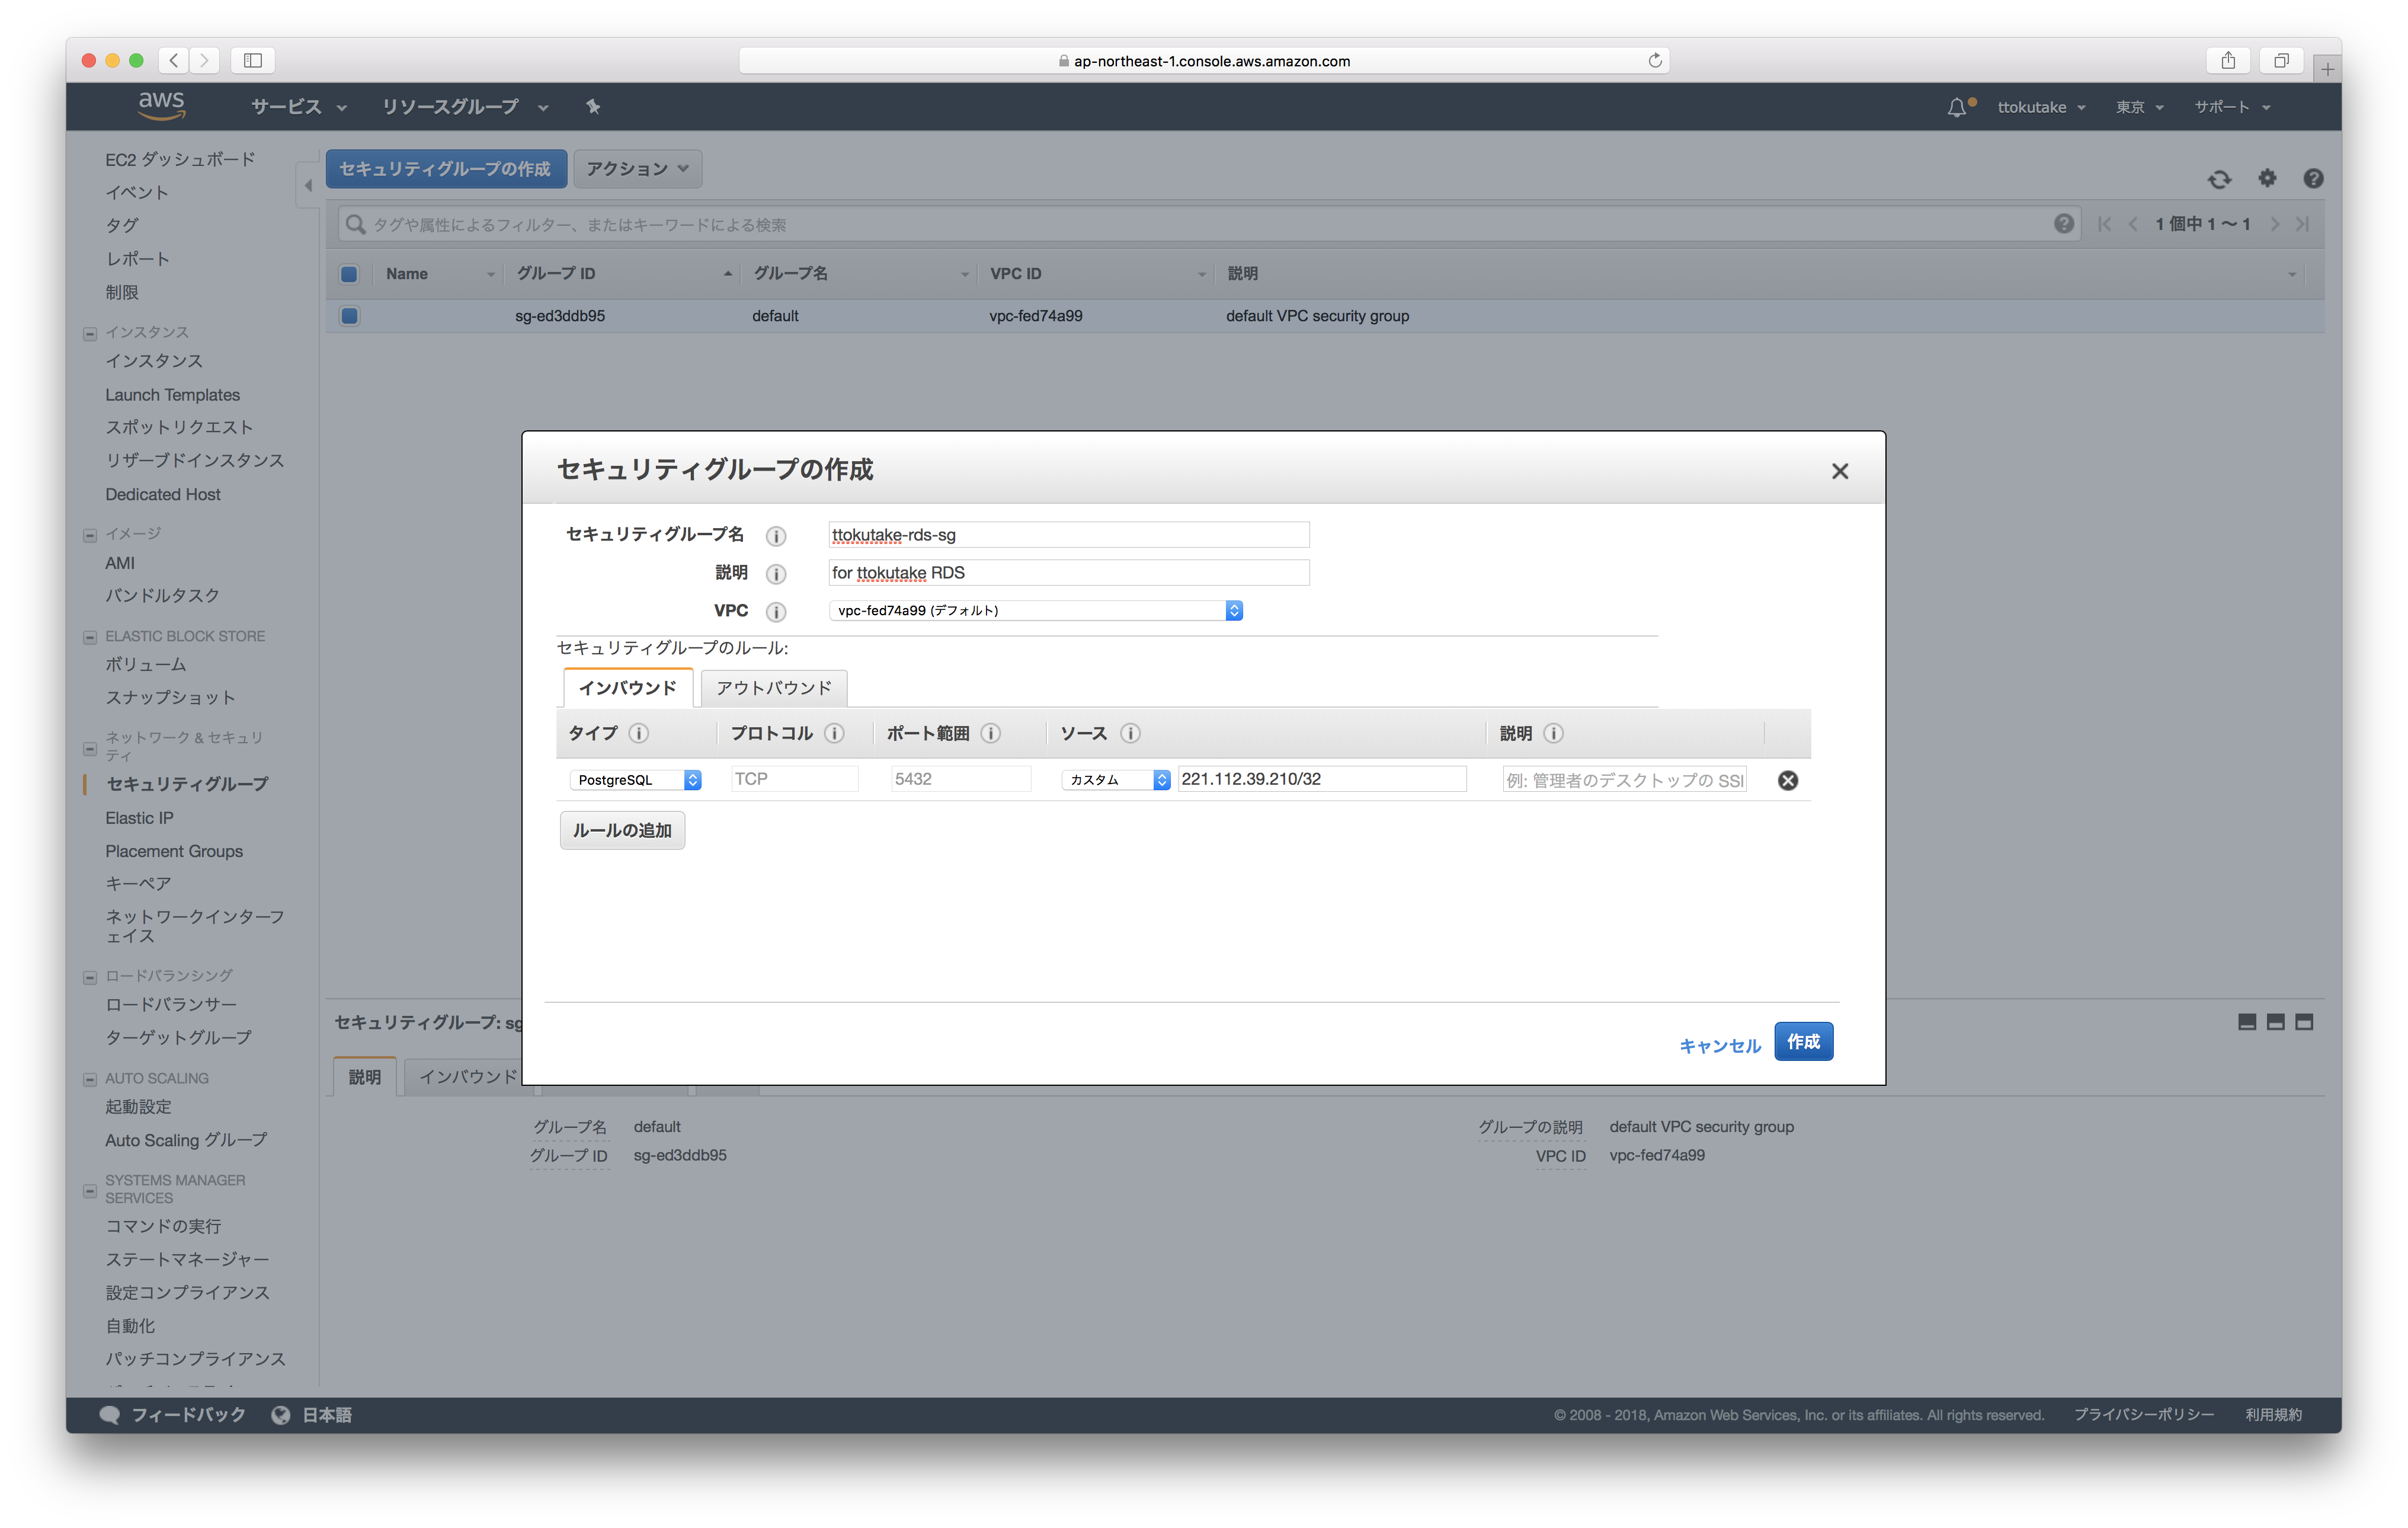 ap-northeast-1.console.aws.amazon.com
aws
サービス
リソースグループ
ttokutake
東京
サポート
EC2 ダッシュボード
イベント
タグ
レポート
制限
インスタンス
インスタンス
Launch Templates
スポットリクエスト
リザーブドインスタンス
Dedicated Host
イメージ
AMI
バンドルタスク
ELASTIC BLOCK STORE
ボリューム
スナップショット
ネットワーク & セキュリ
ティ
セキュリティグループ
Elastic IP
Placement Groups
キーペア
ネットワークインターフ
ェイス
ロードバランシング
ロードバランサー
ターゲットグループ
AUTO SCALING
起動設定
Auto Scaling グループ
SYSTEMS MANAGER
SERVICES
コマンドの実行
ステートマネージャー
設定コンプライアンス
自動化
パッチコンプライアンス
セキュリティグループの作成
アクション
タグや属性によるフィルター、またはキーワードによる検索
1 個中 1 ～ 1
Name グループ ID グループ名 VPC ID 説明
sg-ed3ddb95 default vpc-fed74a99 default VPC security group
セキュリティグループの作成
セキュリティグループ名 ttokutake-rds-sg
説明 for ttokutake RDS
VPC vpc-fed74a99 (デフォルト)
セキュリティグループのルール:
インバウンド アウトバウンド
タイプ プロトコル ポート範囲 ソース 説明
PostgreSQL TCP 5432 カスタム 221.112.39.210/32 例: 管理者のデスクトップの SSI
ルールの追加
キャンセル 作成
セキュリティグループ: sg
説明 インバウンド
グループ名 default グループの説明 default VPC security group
グループ ID sg-ed3ddb95 VPC ID vpc-fed74a99
フィードバック 日本語 © 2008 - 2018, Amazon Web Services, Inc. or its affiliates. All rights reserved. プライバシーポリシー 利用規約